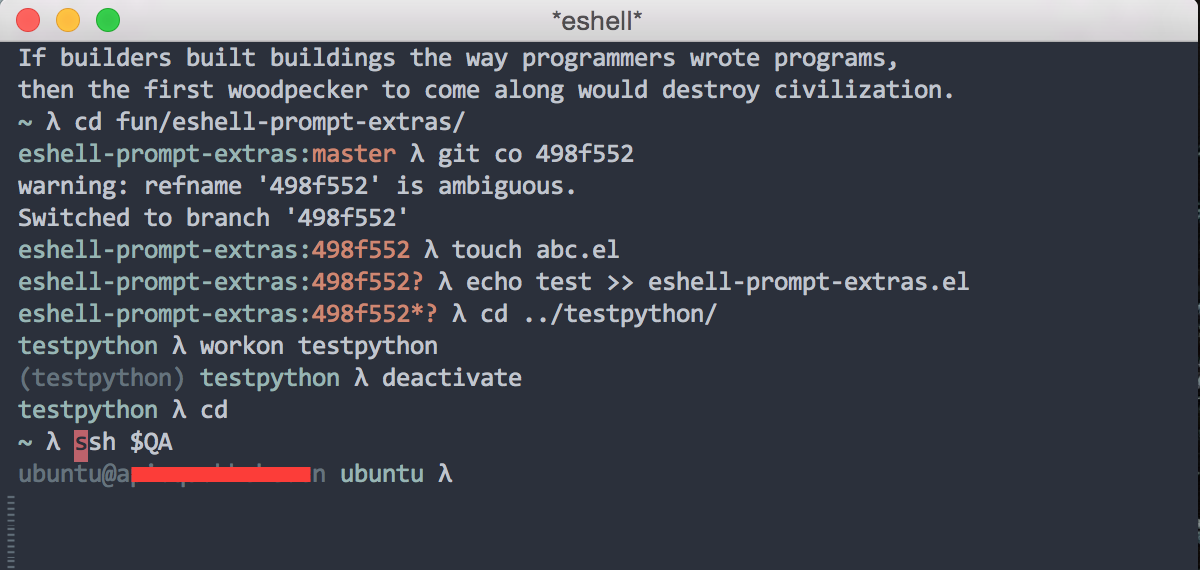 *eshell*
If builders built buildings the way programmers wrote programs,
then the first woodpecker to come along would destroy civilization.
~ λ cd fun/eshell-prompt-extras/
eshell-prompt-extras:master λ git co 498f552
warning: refname '498f552' is ambiguous.
Switched to branch '498f552'
eshell-prompt-extras:498f552 λ touch abc.el
eshell-prompt-extras:498f552? λ echo test >> eshell-prompt-extras.el
eshell-prompt-extras:498f552*? λ cd ../testpython/
testpython λ workon testpython
(testpython) testpython λ deactivate
testpython λ cd
~ λ ssh $QA
ubuntu λ